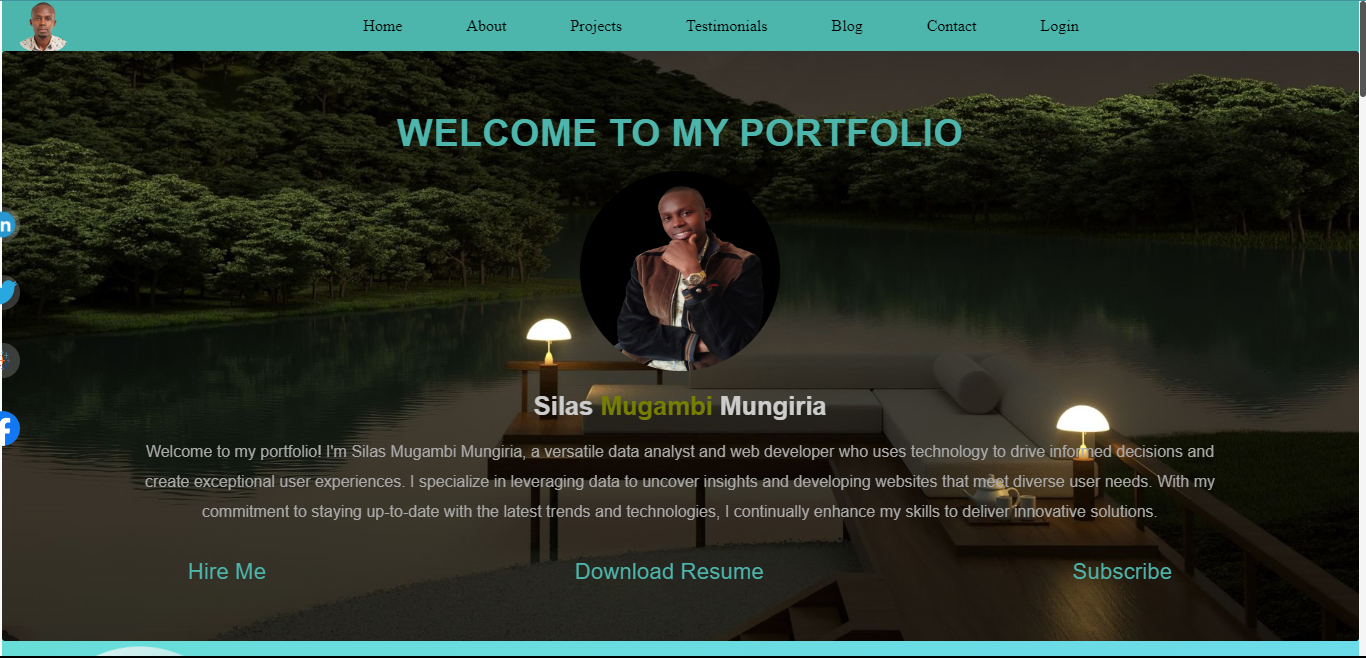 Home About Projects Testimonials Blog Contact Login
WELCOME TO MY PORTFOLIO
in
Silas Mugambi Mungiria
Welcome to my portfolio! I'm Silas Mugambi Mungiria, a versatile data analyst and web developer who uses technology to drive informed decisions and
create exceptional user experiences. I specialize in leveraging data to uncover insights and developing websites that meet diverse user needs. With my
commitment to staying up-to-date with the latest trends and technologies, I continually enhance my skills to deliver innovative solutions.
Hire Me Download Resume Subscribe